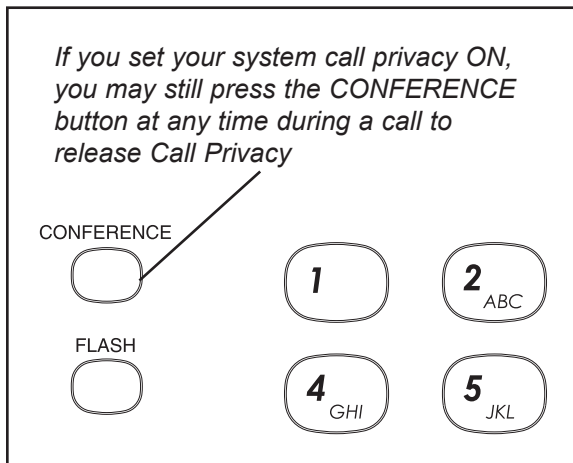 If you set your system call privacy ON,
you may still press the CONFERENCE
button at any time during a call to
release Call Privacy
CONFERENCE
1
2 ABC
FLASH
4 GHI
5 JKL